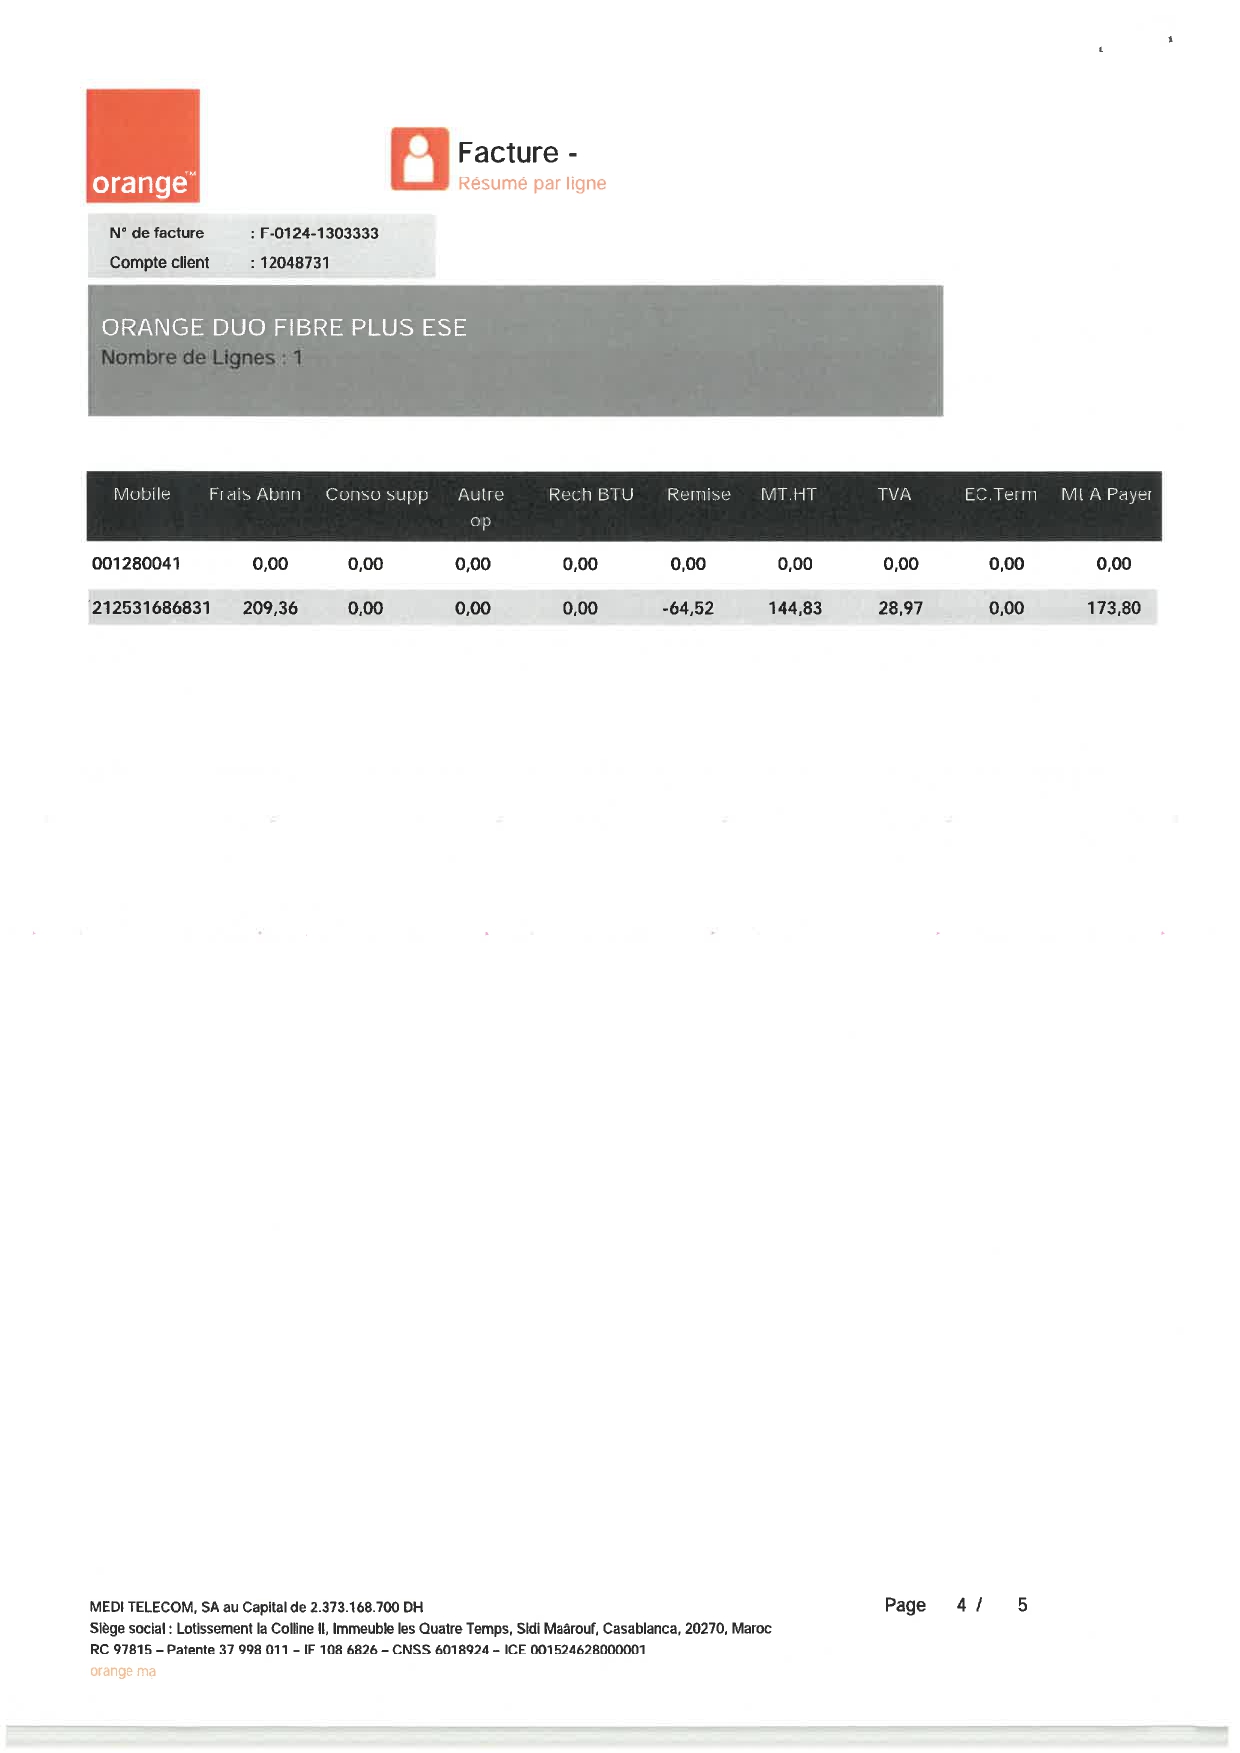 orange™
Facture -
Résumé par ligne
N° de facture : F-0124-1303333
Compte client : 12048731
ORANGE DUO FIBRE PLUS ESE
Nombre de Lignes : 1
Mobile Frais Abnn Conso supp Autre op Rech BTU Remise MT.HT TVA EC.Term Mt A Payer
001280041 0,00 0,00 0,00 0,00 0,00 0,00 0,00 0,00 0,00
212531686831 209,36 0,00 0,00 0,00 -64,52 144,83 28,97 0,00 173,80
MEDI TELECOM, SA au Capital de 2.373.168.700 DH
Siège social : Lotissement la Colline II, Immeuble les Quatre Temps, Sidi Maârouf, Casablanca, 20270, Maroc
RC 97815 – Patente 37 998 011 – IF 108 6826 – CNSS 6018924 – ICE 001524628000001
orange ma
Page 4 / 5